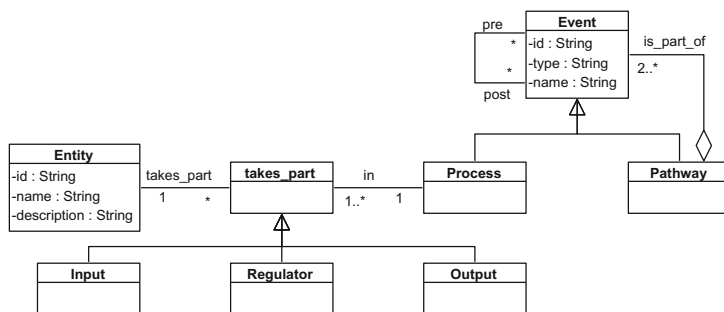 Event
-id : String
-type : String
-name : String
pre
*
*
post
is_part_of
2..*
Entity
-id : String
-name : String
-description : String
takes_part
1
*
takes_part
in
1..*
1
Process
Pathway
Input
Regulator
Output